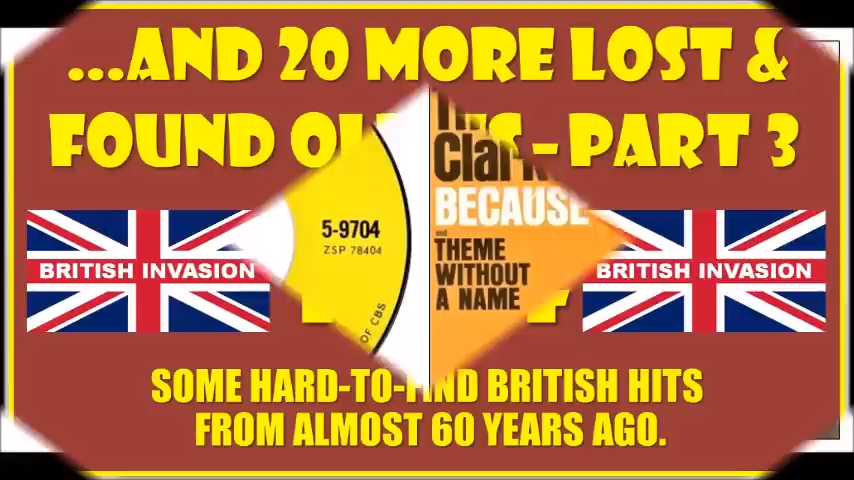 ...AND 20 MORE LOST &
FOUND - PART 3
BRITISH INVASION
BRITISH INVASION
5-9704
ZSP 78404
OF CBS
BECAUSE
and
THEME
WITHOUT
A NAME
SOME HARD-TO-FIND BRITISH HITS
FROM ALMOST 60 YEARS AGO.